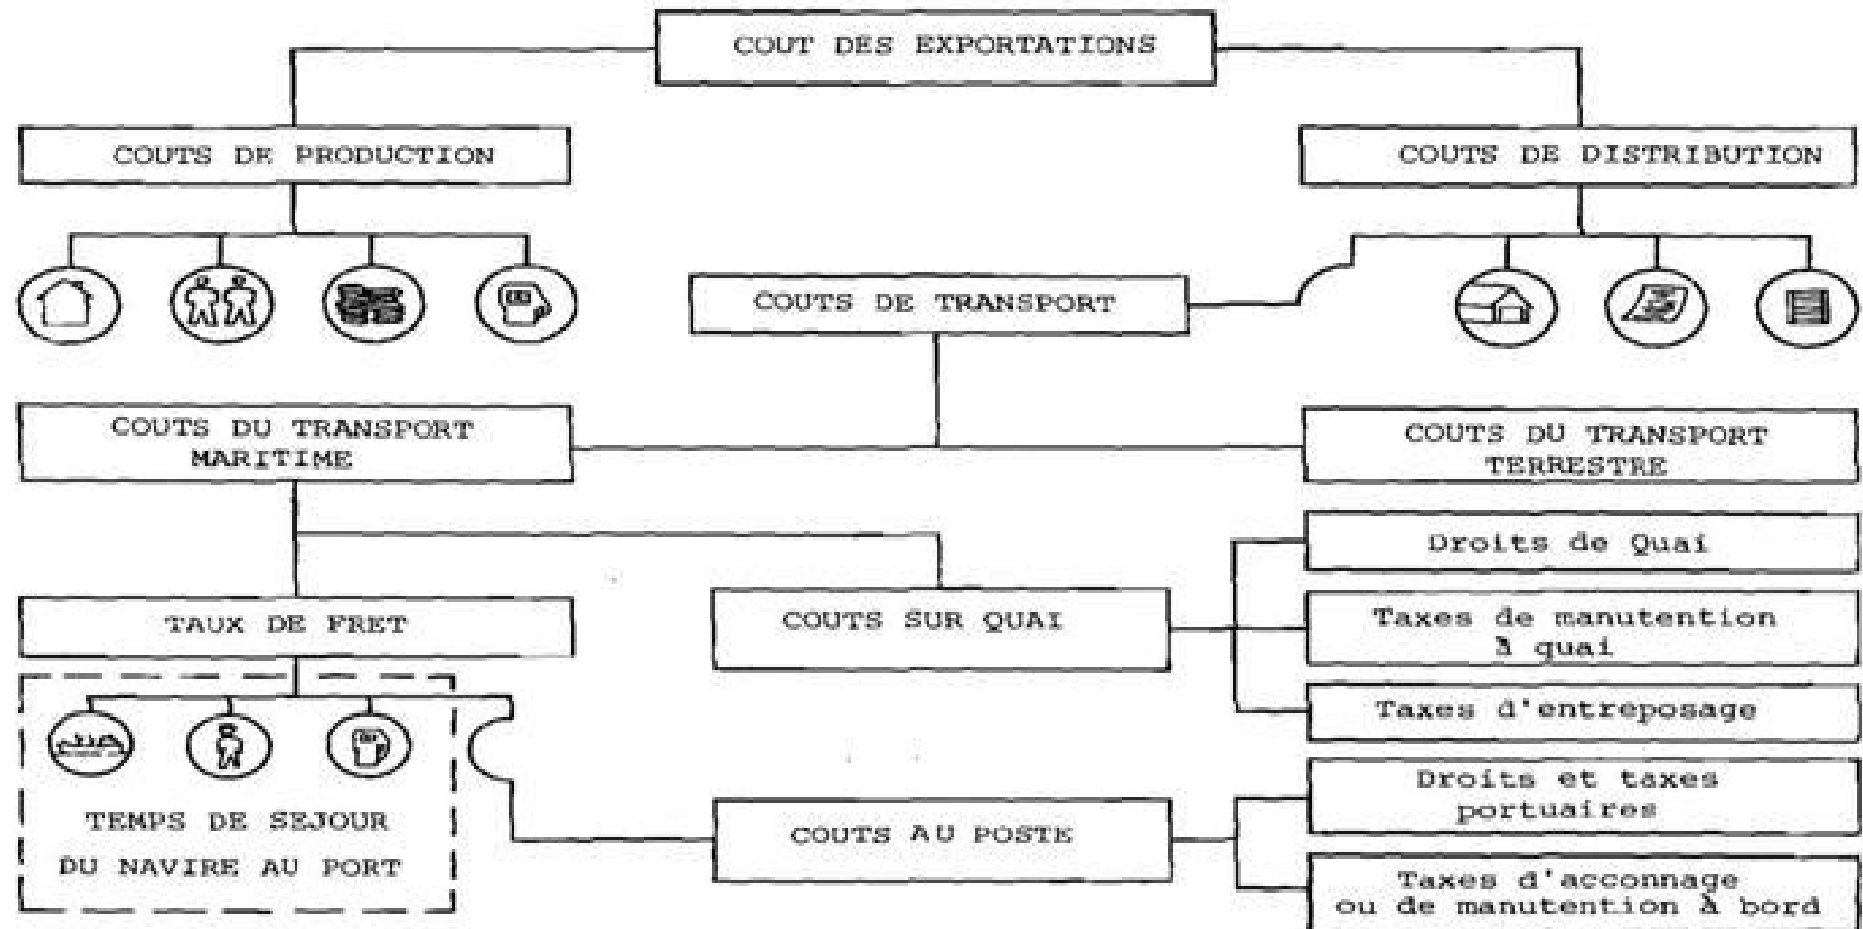 COUT DES EXPORTATIONS
COUTS DE PRODUCTION
COUTS DE DISTRIBUTION
COUTS DE TRANSPORT
COUTS DU TRANSPORT
MARITIME
COUTS DU TRANSPORT
TERRESTRE
Droits de Quai
TAUX DE FRET
COUTS SUR QUAI
Taxes de manutention
à quai
Taxes d'entreposage
TEMPS DE SEJOUR
DU NAVIRE AU PORT
COUTS AU POSTE
Droits et taxes
portuaires
Taxes d'acconnage
ou de manutention à bord